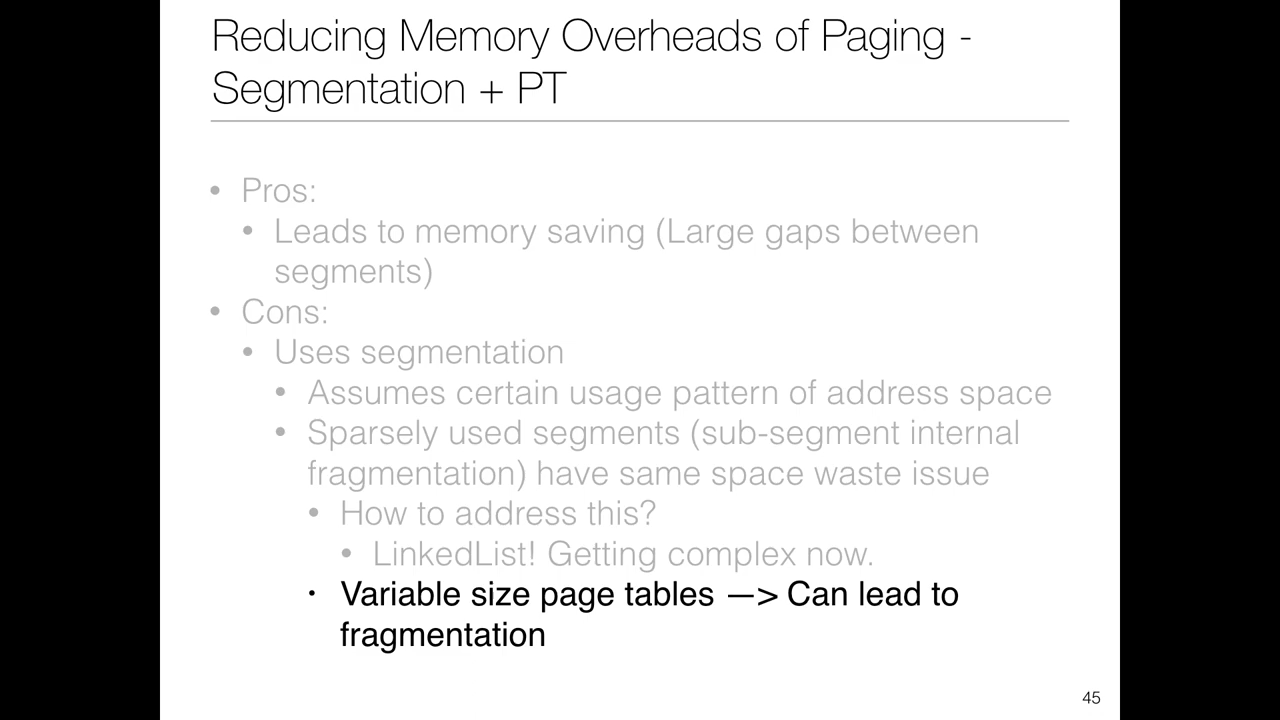 Reducing Memory Overheads of Paging -
Segmentation + PT
• Pros:
• Leads to memory saving (Large gaps between
segments)
• Cons:
• Uses segmentation
• Assumes certain usage pattern of address space
• Sparsely used segments (sub-segment internal
fragmentation) have same space waste issue
• How to address this?
• LinkedList! Getting complex now.
• Variable size page tables —> Can lead to
fragmentation
45